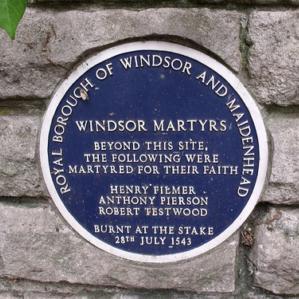 ROYAL BOROUGH OF WINDSOR AND MAIDENHEAD
WINDSOR MARTYRS
BEYOND THIS SITE,
THE FOLLOWING WERE
MARTYRED FOR THEIR FAITH
HENRY FILMER
ANTHONY PIERSON
ROBERT TESTWOOD
BURNT AT THE STAKE
28TH JULY 1543